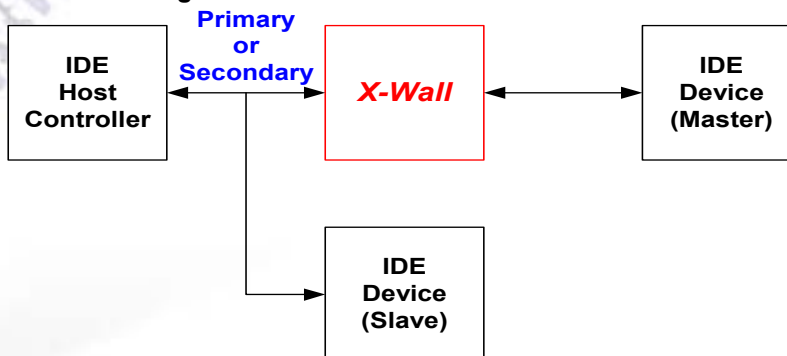 Primary
or
Secondary
IDE
Host
Controller
X-Wall
IDE
Device
(Master)
IDE
Device
(Slave)